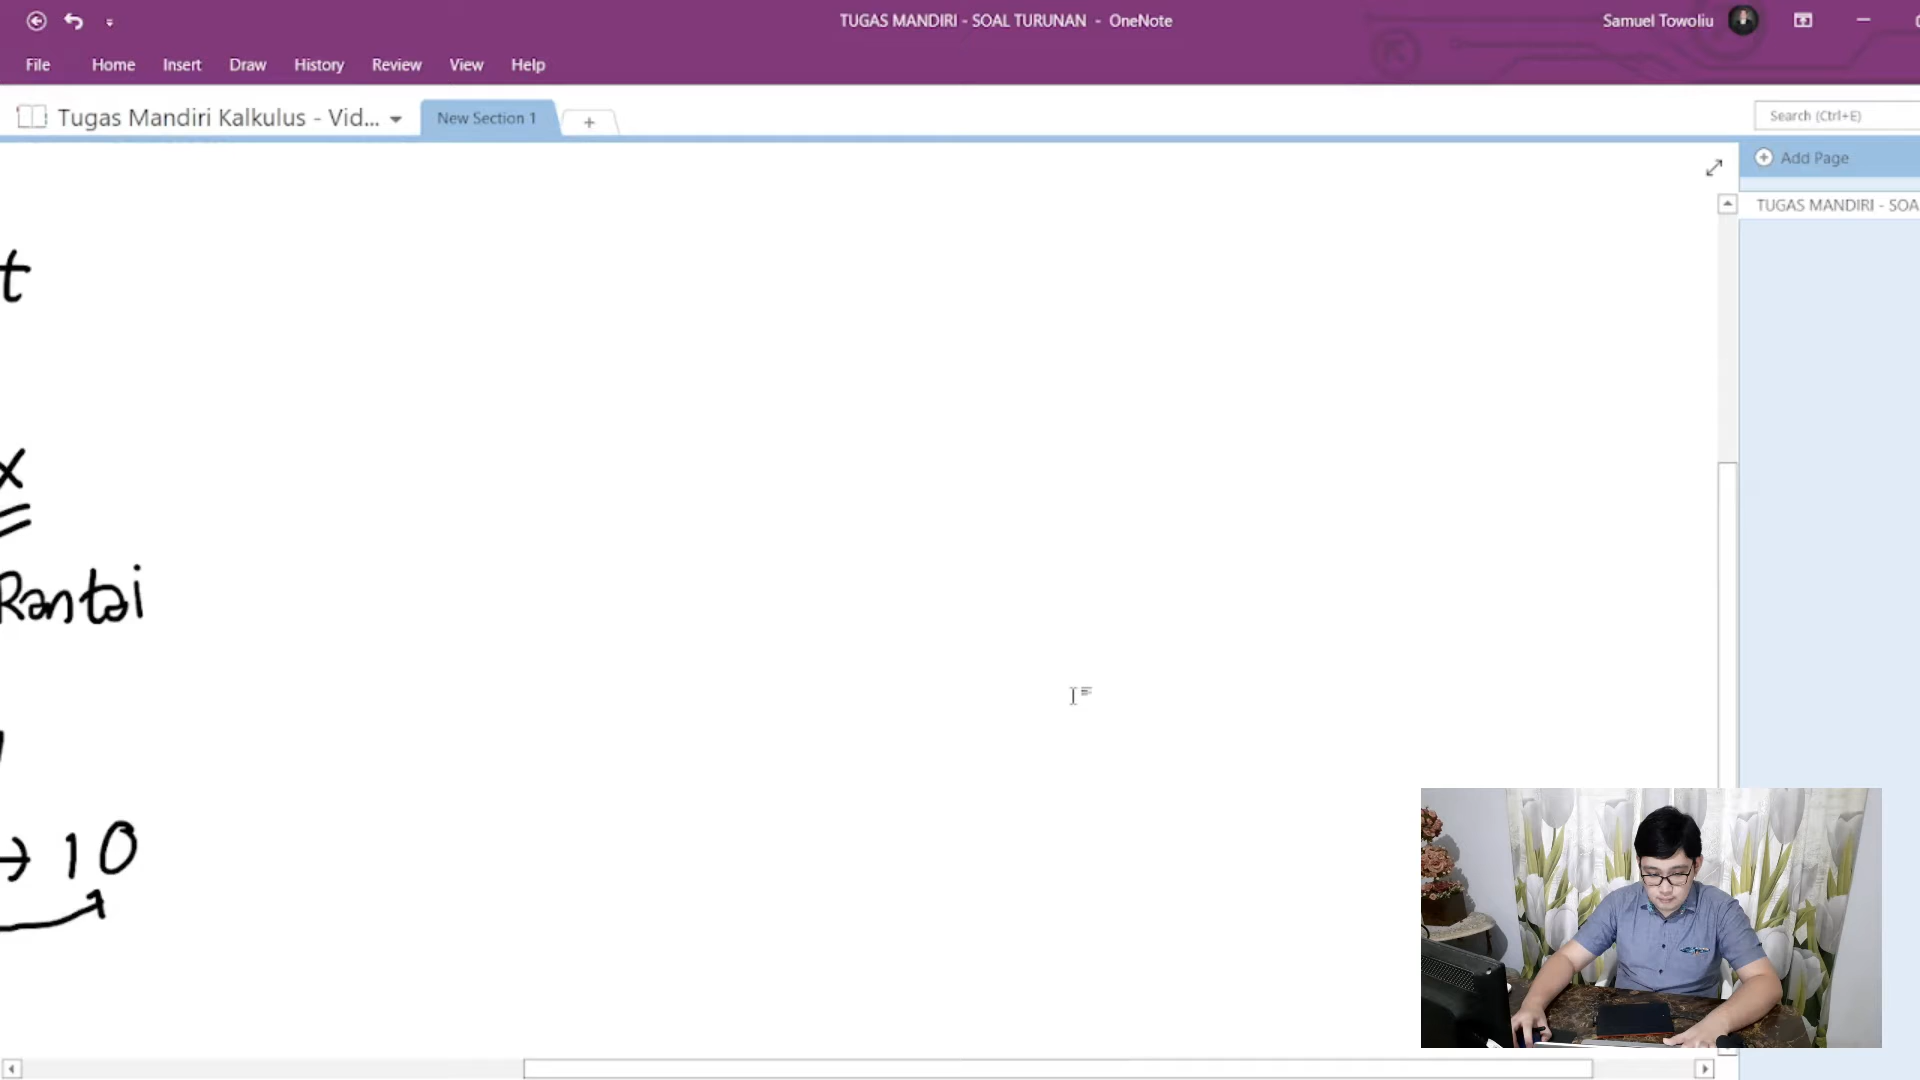 TUGAS MANDIRI - SOAL TURUNAN - OneNote
Samuel Towoliu
File Home Insert Draw History Review View Help
Tugas Mandiri Kalkulus - Vid...
New Section 1
+
Search (Ctrl+E)
Add Page
TUGAS MANDIRI - SOA
t
x
Rantai
→ 10